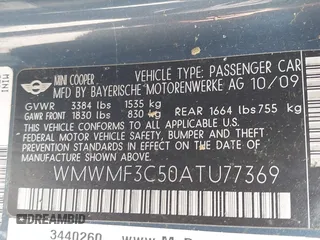 MINI
MINI COOPER
VEHICLE TYPE: PASSENGER CAR
MFD BY BAYERISCHE MOTORENWERKE AG 10/09
GVWR 3384 lbs 1535 kg
GAWR FRONT 1830 lbs 830 kg REAR 1664 lbs 755 kg
THIS VEHICLE CONFORMS TO ALL APPLICABLE U.S.
FEDERAL MOTOR VEHICLE SAFETY, BUMPER AND
THEFT PREVENTION STANDARDS IN EFFECT ON THE
DATE OF MANUFACTURE SHOWN ABOVE.
WMWMF3C50ATU77369
DREAMBID
3440260